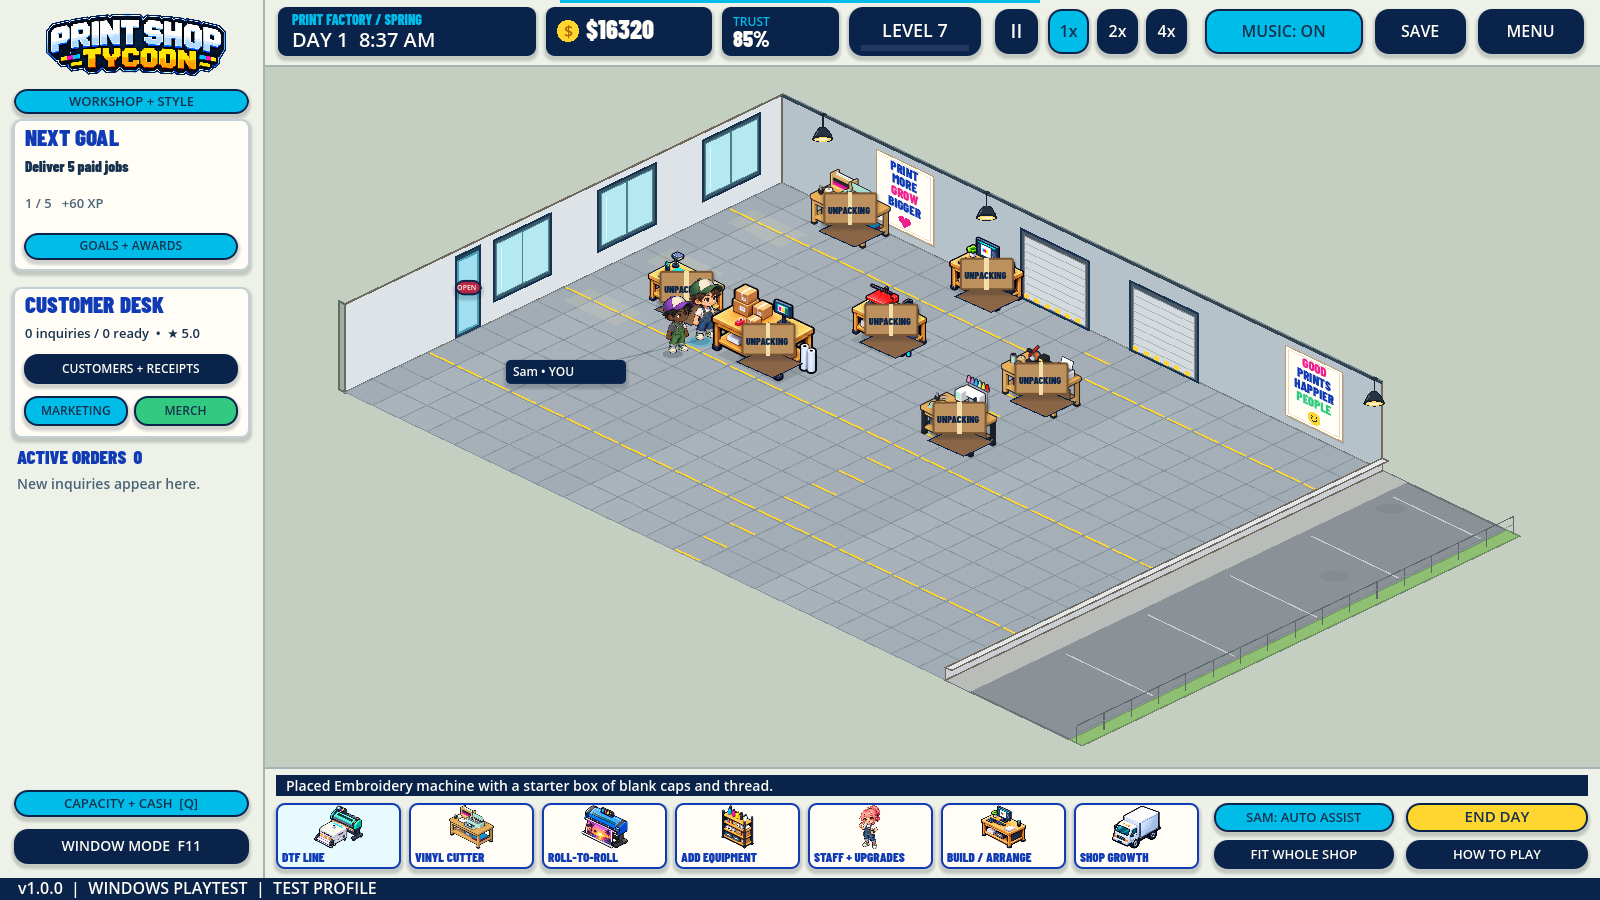 PRINT SHOP
TYCOON
WORKSHOP + STYLE
NEXT GOAL
Deliver 5 paid jobs
1 / 5 +60 XP
GOALS + AWARDS
CUSTOMER DESK
0 inquiries / 0 ready • ★ 5.0
CUSTOMERS + RECEIPTS
MARKETING
MERCH
ACTIVE ORDERS 0
New inquiries appear here.
CAPACITY + CASH [Q]
WINDOW MODE F11
PRINT FACTORY / SPRING
DAY 1 8:37 AM
$
$16320
TRUST
85%
LEVEL 7
II
1x
2x
4x
MUSIC: ON
SAVE
MENU
PRINT
MORE
GROW
BIGGER
UNPACKING
UNPACKING
OPEN
UNPAC
UNPACKING
UNPACKING
UNPACKING
UNPACKING
GOOD
PRINTS
HAPPIER
PEOPLE
Sam • YOU
Placed Embroidery machine with a starter box of blank caps and thread.
DTF LINE
VINYL CUTTER
ROLL-TO-ROLL
ADD EQUIPMENT
STAFF + UPGRADES
BUILD / ARRANGE
SHOP GROWTH
SAM: AUTO ASSIST
END DAY
FIT WHOLE SHOP
HOW TO PLAY
v1.0.0 | WINDOWS PLAYTEST | TEST PROFILE